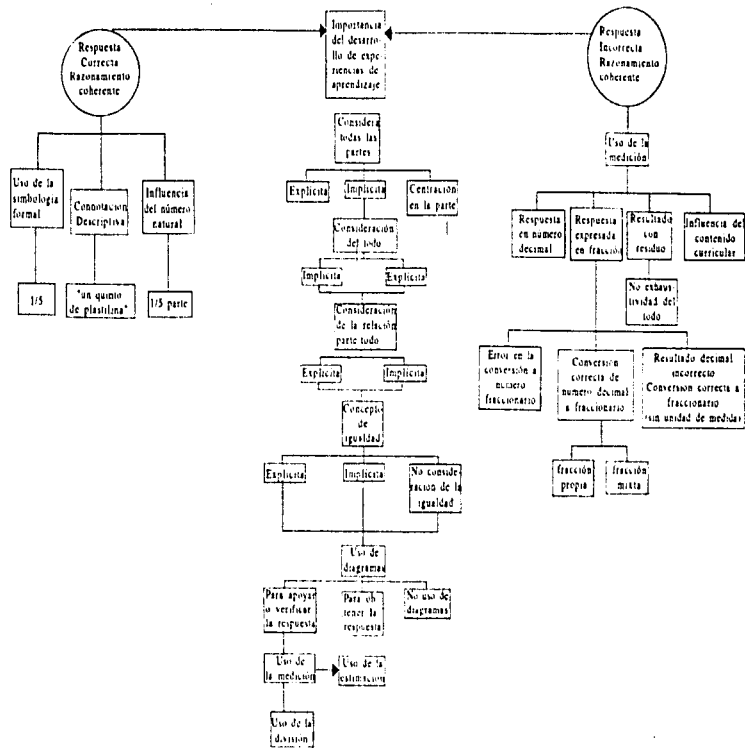 Respuesta
Correcta
Razonamiento
coherente
Importancia
del desarro-
llo de expe-
riencias de
aprendizaje
Respuesta
Incorrecta
Razonamiento
coherente
Uso de la
simbología
formal
Connotación
Descriptiva
Influencia
del número
natural
1/5
"un quinto
de plastilina"
1/5 parte
Considera
todas las
partes
Explícita
Implícita
Centración
en la parte
Consideración
del todo
Implícita
Explícita
Consideración
de la relación
parte todo
Explícita
Implícita
Concepto
de
igualdad
Explícita
Implícita
No conside-
ración de la
igualdad
Uso de
diagramas
Para apoyar
o verificar
la respuesta
Para ob
tener la
respuesta
No uso de
diagramas
Uso de
la medición
Uso de la
estimación
Uso de la
división
Uso de la
medición
Respuesta
en número
decimal
Respuesta
expresada
en fracción
Resultado
con
residuo
Influencia del
contenido
curricular
No exhaus-
tividad del
todo
Error en la
conversión a
número
fraccionario
Conversión
correcta de
numero decimal
a fraccionario
Resultado decimal
incorrecto
Conversion correcta a
fraccionario
(sin unidad de medida)
fracción
propia
fracción
mixta